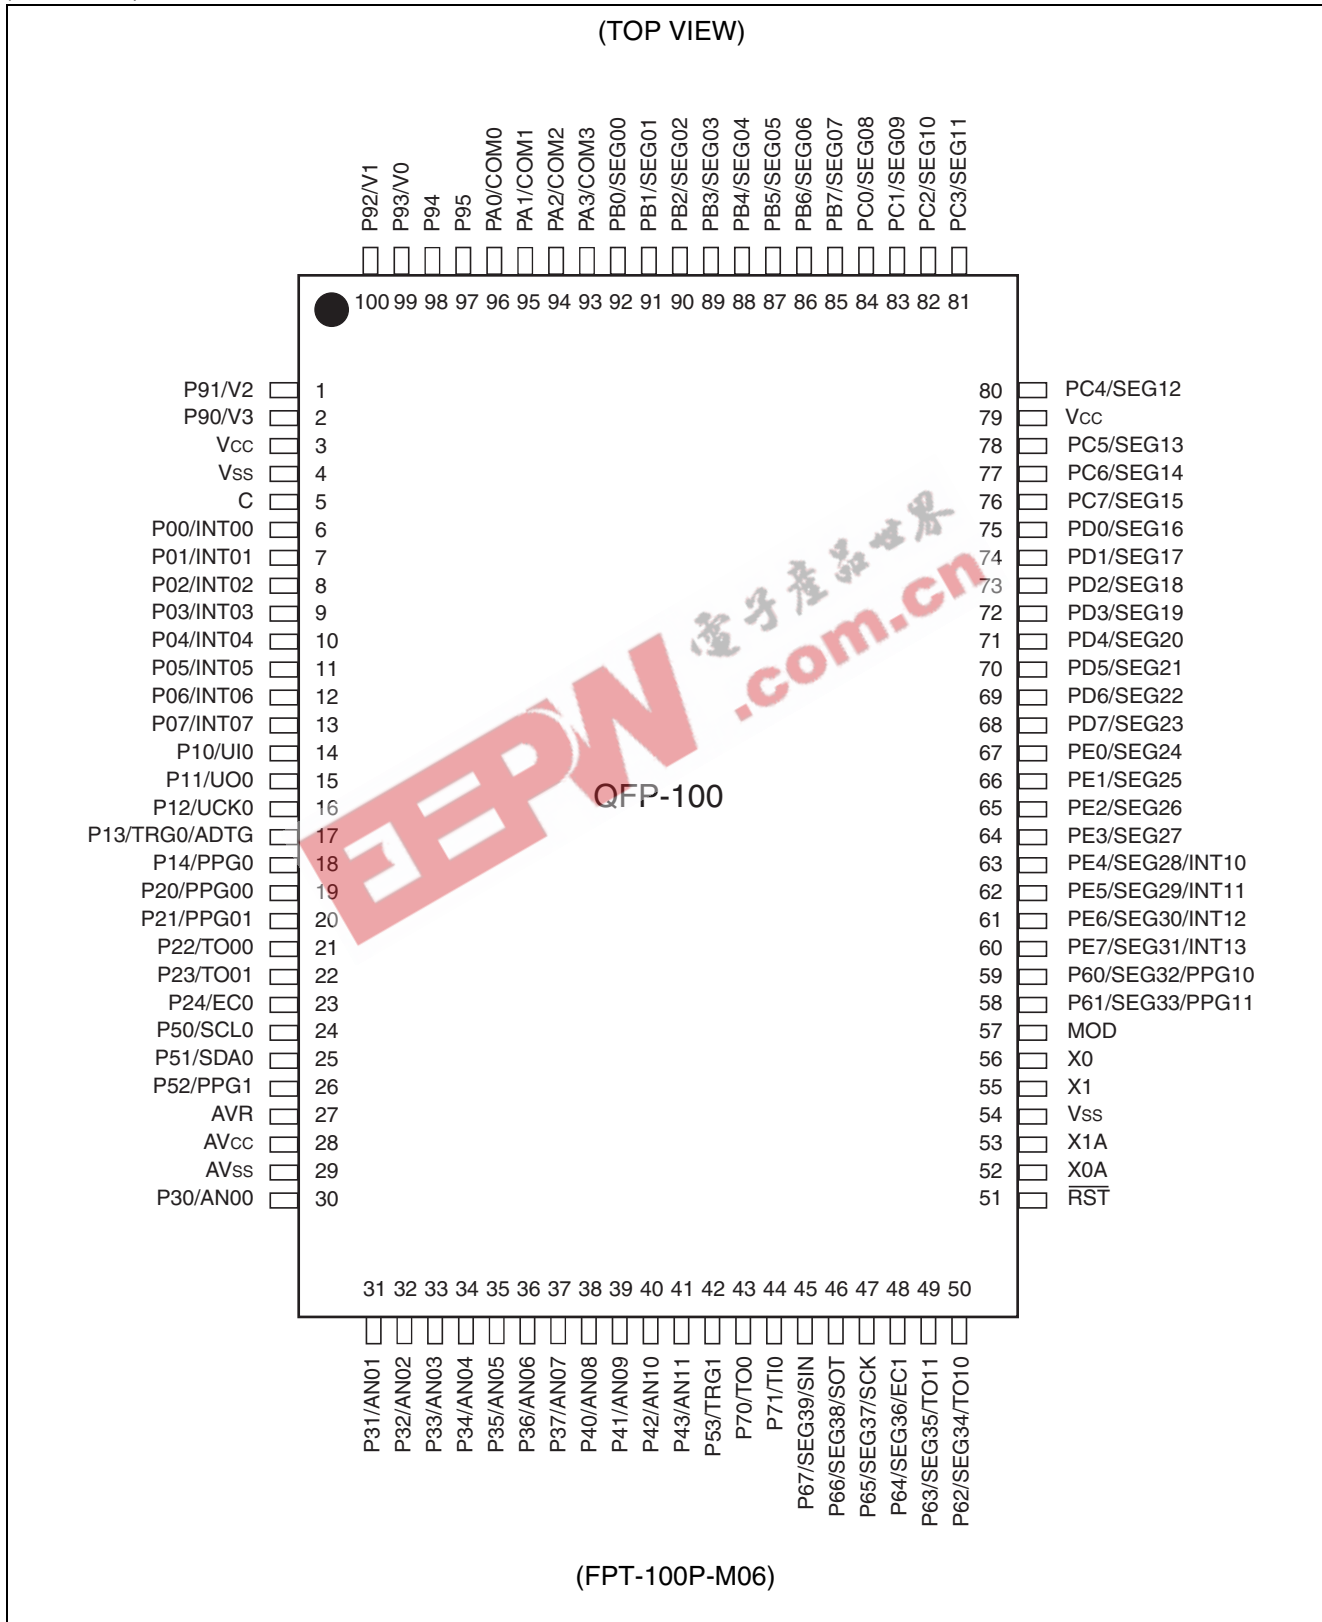 (TOP VIEW)
P92/V1
P93/V0
P94
P95
PA0/COM0
PA1/COM1
PA2/COM2
PA3/COM3
PB0/SEG00
PB1/SEG01
PB2/SEG02
PB3/SEG03
PB4/SEG04
PB5/SEG05
PB6/SEG06
PB7/SEG07
PC0/SEG08
PC1/SEG09
PC2/SEG10
PC3/SEG11
100 99 98 97 96 95 94 93 92 91 90 89 88 87 86 85 84 83 82 81
P91/V2 1 80 PC4/SEG12
P90/V3 2 79 Vcc
Vcc 3 78 PC5/SEG13
Vss 4 77 PC6/SEG14
C 5 76 PC7/SEG15
P00/INT00 6 75 PD0/SEG16
P01/INT01 7 74 PD1/SEG17
P02/INT02 8 73 PD2/SEG18
P03/INT03 9 72 PD3/SEG19
P04/INT04 10 71 PD4/SEG20
P05/INT05 11 70 PD5/SEG21
P06/INT06 12 69 PD6/SEG22
P07/INT07 13 68 PD7/SEG23
P10/UI0 14 67 PE0/SEG24
P11/UO0 15 66 PE1/SEG25
P12/UCK0 16 65 PE2/SEG26
P13/TRG0/ADTG 17 64 PE3/SEG27
P14/PPG0 18 63 PE4/SEG28/INT10
P20/PPG00 19 62 PE5/SEG29/INT11
P21/PPG01 20 61 PE6/SEG30/INT12
P22/TO00 21 60 PE7/SEG31/INT13
P23/TO01 22 59 P60/SEG32/PPG10
P24/EC0 23 58 P61/SEG33/PPG11
P50/SCL0 24 57 MOD
P51/SDA0 25 56 X0
P52/PPG1 26 55 X1
AVR 27 54 Vss
AVcc 28 53 X1A
AVss 29 52 X0A
P30/AN00 30 51 RST
QFP-100
EEPW
電子産品世界
.com.cn
31 32 33 34 35 36 37 38 39 40 41 42 43 44 45 46 47 48 49 50
P31/AN01
P32/AN02
P33/AN03
P34/AN04
P35/AN05
P36/AN06
P37/AN07
P40/AN08
P41/AN09
P42/AN10
P43/AN11
P53/TRG1
P70/TO0
P71/TI0
P67/SEG39/SIN
P66/SEG38/SOT
P65/SEG37/SCK
P64/SEG36/EC1
P63/SEG35/TO11
P62/SEG34/TO10
(FPT-100P-M06)